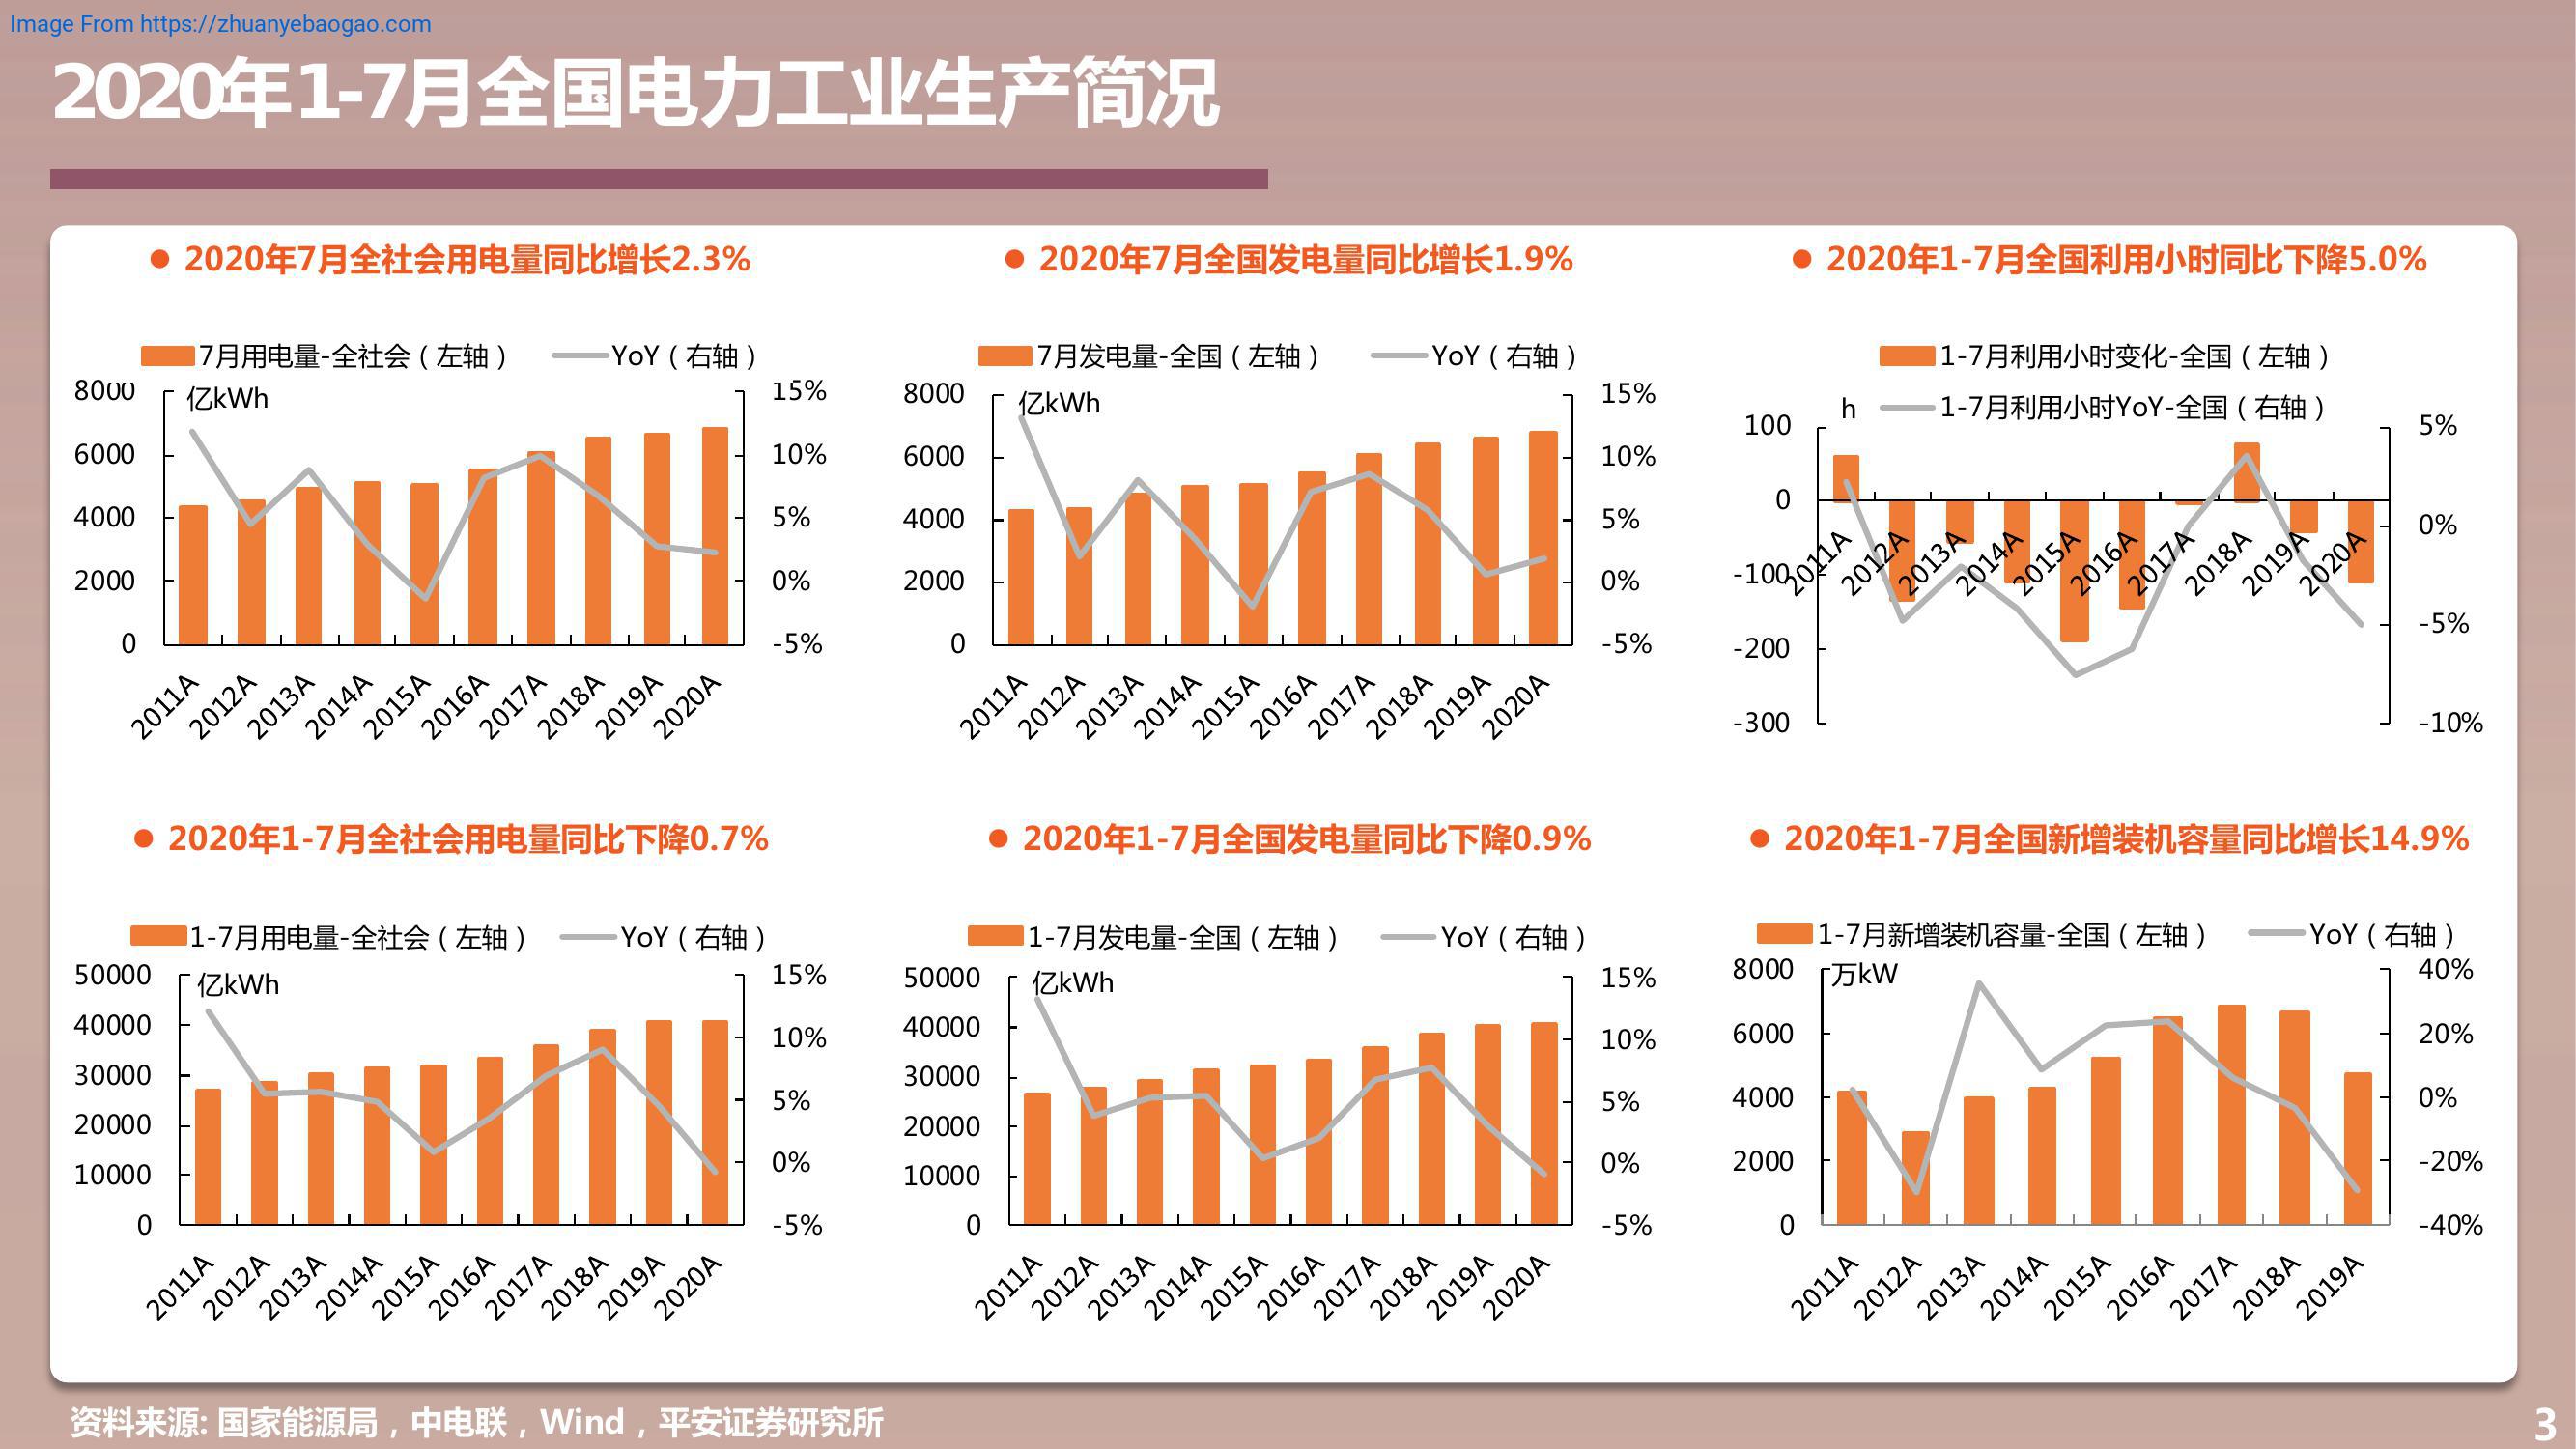 Image From https://zhuanyebaogao.com
2020年1-7月全国电力工业生产简况
● 2020年7月全社会用电量同比增长2.3%
7月用电量-全社会（左轴） YoY（右轴）
亿kWh
8000
6000
4000
2000
0
15%
10%
5%
0%
-5%
2011A 2012A 2013A 2014A 2015A 2016A 2017A 2018A 2019A 2020A
● 2020年7月全国发电量同比增长1.9%
7月发电量-全国（左轴） YoY（右轴）
亿kWh
8000
6000
4000
2000
0
15%
10%
5%
0%
-5%
2011A 2012A 2013A 2014A 2015A 2016A 2017A 2018A 2019A 2020A
● 2020年1-7月全国利用小时同比下降5.0%
1-7月利用小时变化-全国（左轴）
h 1-7月利用小时YoY-全国（右轴）
100
0
-100
-200
-300
5%
0%
-5%
-10%
2011A 2012A 2013A 2014A 2015A 2016A 2017A 2018A 2019A 2020A
● 2020年1-7月全社会用电量同比下降0.7%
1-7月用电量-全社会（左轴） YoY（右轴）
亿kWh
50000
40000
30000
20000
10000
0
15%
10%
5%
0%
-5%
2011A 2012A 2013A 2014A 2015A 2016A 2017A 2018A 2019A 2020A
● 2020年1-7月全国发电量同比下降0.9%
1-7月发电量-全国（左轴） YoY（右轴）
亿kWh
50000
40000
30000
20000
10000
0
15%
10%
5%
0%
-5%
2011A 2012A 2013A 2014A 2015A 2016A 2017A 2018A 2019A 2020A
● 2020年1-7月全国新增装机容量同比增长14.9%
1-7月新增装机容量-全国（左轴） YoY（右轴）
万kW
8000
6000
4000
2000
0
40%
20%
0%
-20%
-40%
2011A 2012A 2013A 2014A 2015A 2016A 2017A 2018A 2019A
资料来源: 国家能源局，中电联，Wind，平安证券研究所
3